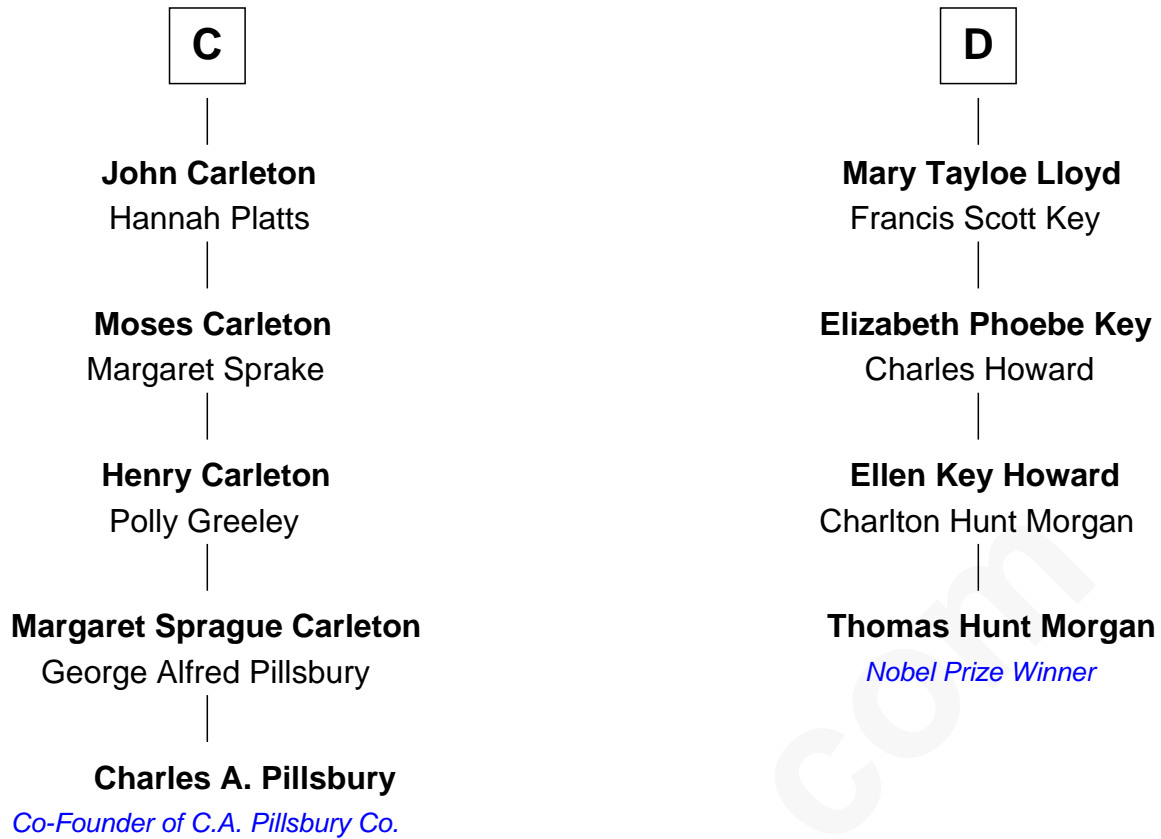 C
John Carleton
Hannah Platts
Moses Carleton
Margaret Sprake
Henry Carleton
Polly Greeley
Margaret Sprague Carleton
George Alfred Pillsbury
Charles A. Pillsbury
Co-Founder of C.A. Pillsbury Co.
D
Mary Tayloe Lloyd
Francis Scott Key
Elizabeth Phoebe Key
Charles Howard
Ellen Key Howard
Charlton Hunt Morgan
Thomas Hunt Morgan
Nobel Prize Winner
com